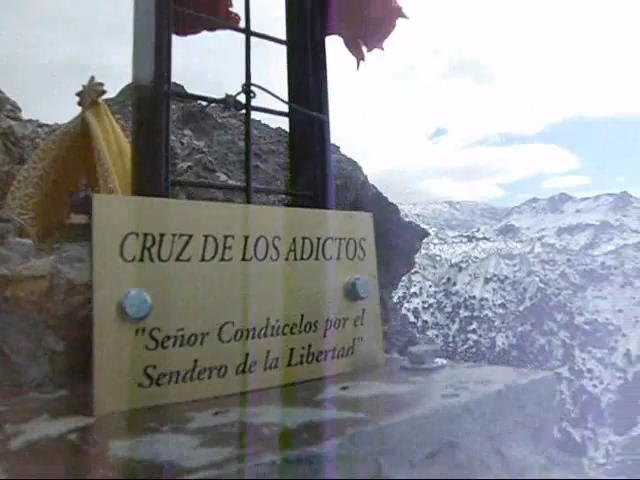 CRUZ DE LOS ADICTOS
"Señor Condúcelos por el
Sendero de la Libertad"